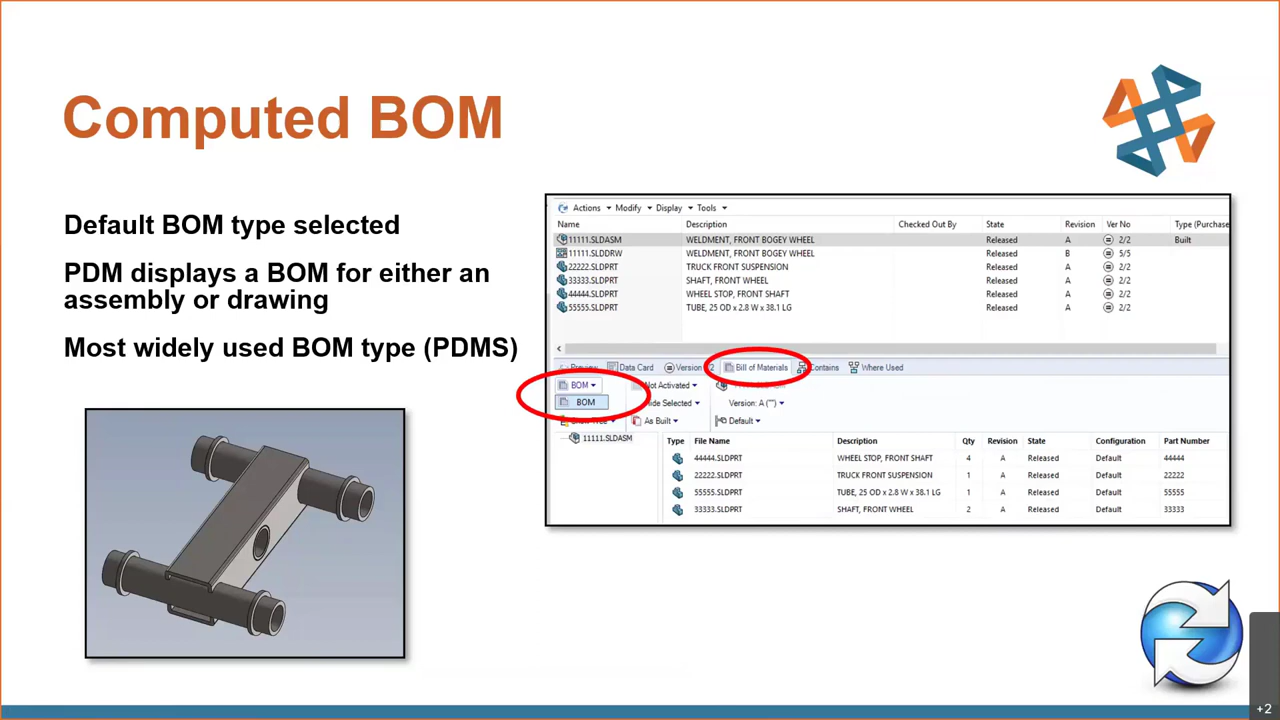 Computed BOM
Default BOM type selected
PDM displays a BOM for either an
assembly or drawing
Most widely used BOM type (PDMS)
Actions Modify Display Tools
Name Description Checked Out By State Revision Ver No Type (Purchase
11111.SLDASM WELDMENT, FRONT BOGEY WHEEL Released A 2/2 Built
11111.SLDDRW WELDMENT, FRONT BOGEY WHEEL Released B 5/5
22222.SLDPRT TRUCK FRONT SUSPENSION Released A 2/2
33333.SLDPRT SHAFT, FRONT WHEEL Released A 2/2
44444.SLDPRT WHEEL STOP, FRONT SHAFT Released A 2/2
55555.SLDPRT TUBE, 25 OD x 2.8 W x 38.1 LG Released A 2/2
Preview Data Card Version 2 Bill of Materials Contains Where Used
BOM Not Activated
BOM Hide Selected Version: A ("")
Show Tree As Built Default
11111.SLDASM
Type File Name Description Qty Revision State Configuration Part Number
44444.SLDPRT WHEEL STOP, FRONT SHAFT 4 A Released Default 44444
22222.SLDPRT TRUCK FRONT SUSPENSION 1 A Released Default 22222
55555.SLDPRT TUBE, 25 OD x 2.8 W x 38.1 LG 1 A Released Default 55555
33333.SLDPRT SHAFT, FRONT WHEEL 2 A Released Default 33333
+2